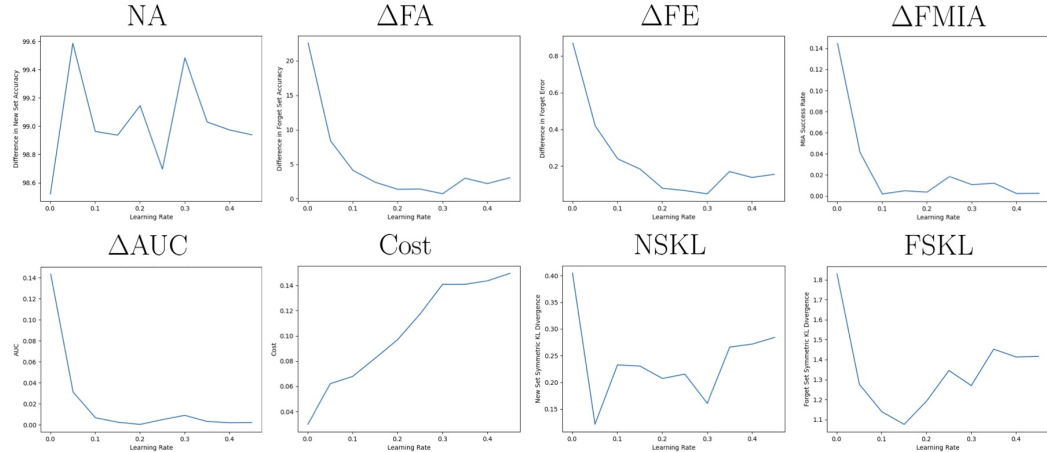 NA
ΔFA
ΔFE
ΔFMIA
Difference in New Set Accuracy
99.6
99.4
99.2
99.0
98.8
98.6
0.0 0.1 0.2 0.3 0.4
Learning Rate
Difference in Forget Set Accuracy
20
15
10
5
0
0.0 0.1 0.2 0.3 0.4
Learning Rate
Difference in Forget Error
0.8
0.6
0.4
0.2
0.0 0.1 0.2 0.3 0.4
Learning Rate
MIA Success Rate
0.14
0.12
0.10
0.08
0.06
0.04
0.02
0.00
0.0 0.1 0.2 0.3 0.4
Learning Rate
ΔAUC
Cost
NSKL
FSKL
AUC
0.14
0.12
0.10
0.08
0.06
0.04
0.02
0.00
0.0 0.1 0.2 0.3 0.4
Learning Rate
Cost
0.14
0.12
0.10
0.08
0.06
0.04
0.0 0.1 0.2 0.3 0.4
Learning Rate
New Set Symmetric KL Divergence
0.40
0.35
0.30
0.25
0.20
0.15
0.0 0.1 0.2 0.3 0.4
Learning Rate
Forget Set Symmetric KL Divergence
1.8
1.7
1.6
1.5
1.4
1.3
1.2
1.1
0.0 0.1 0.2 0.3 0.4
Learning Rate